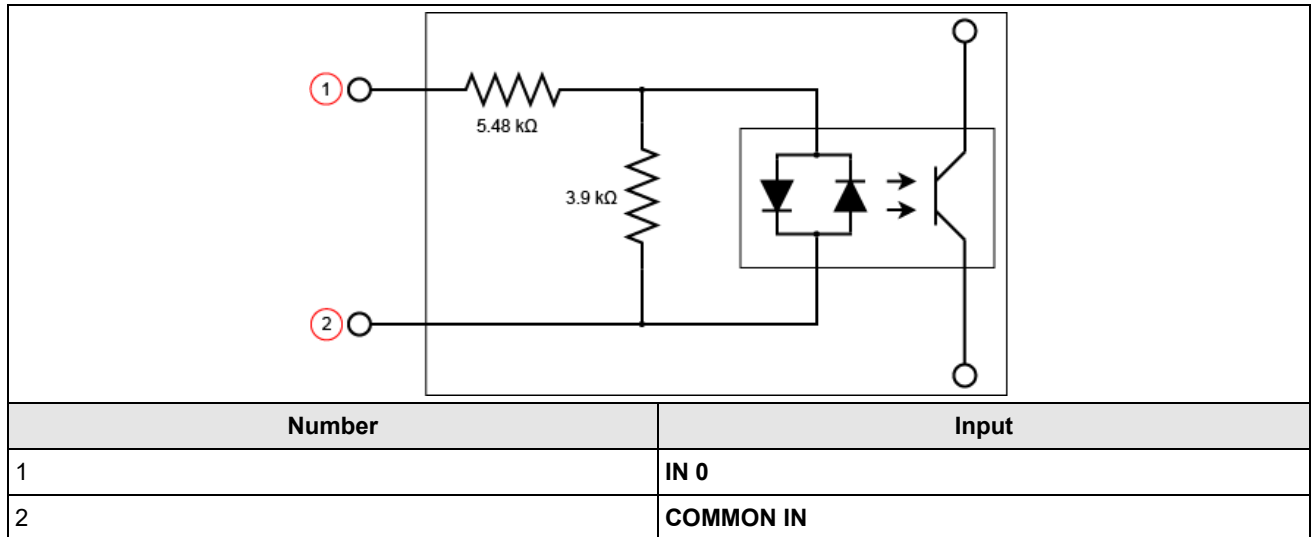 1
5.48 kΩ
3.9 kΩ
2
Number Input
1 IN 0
2 COMMON IN